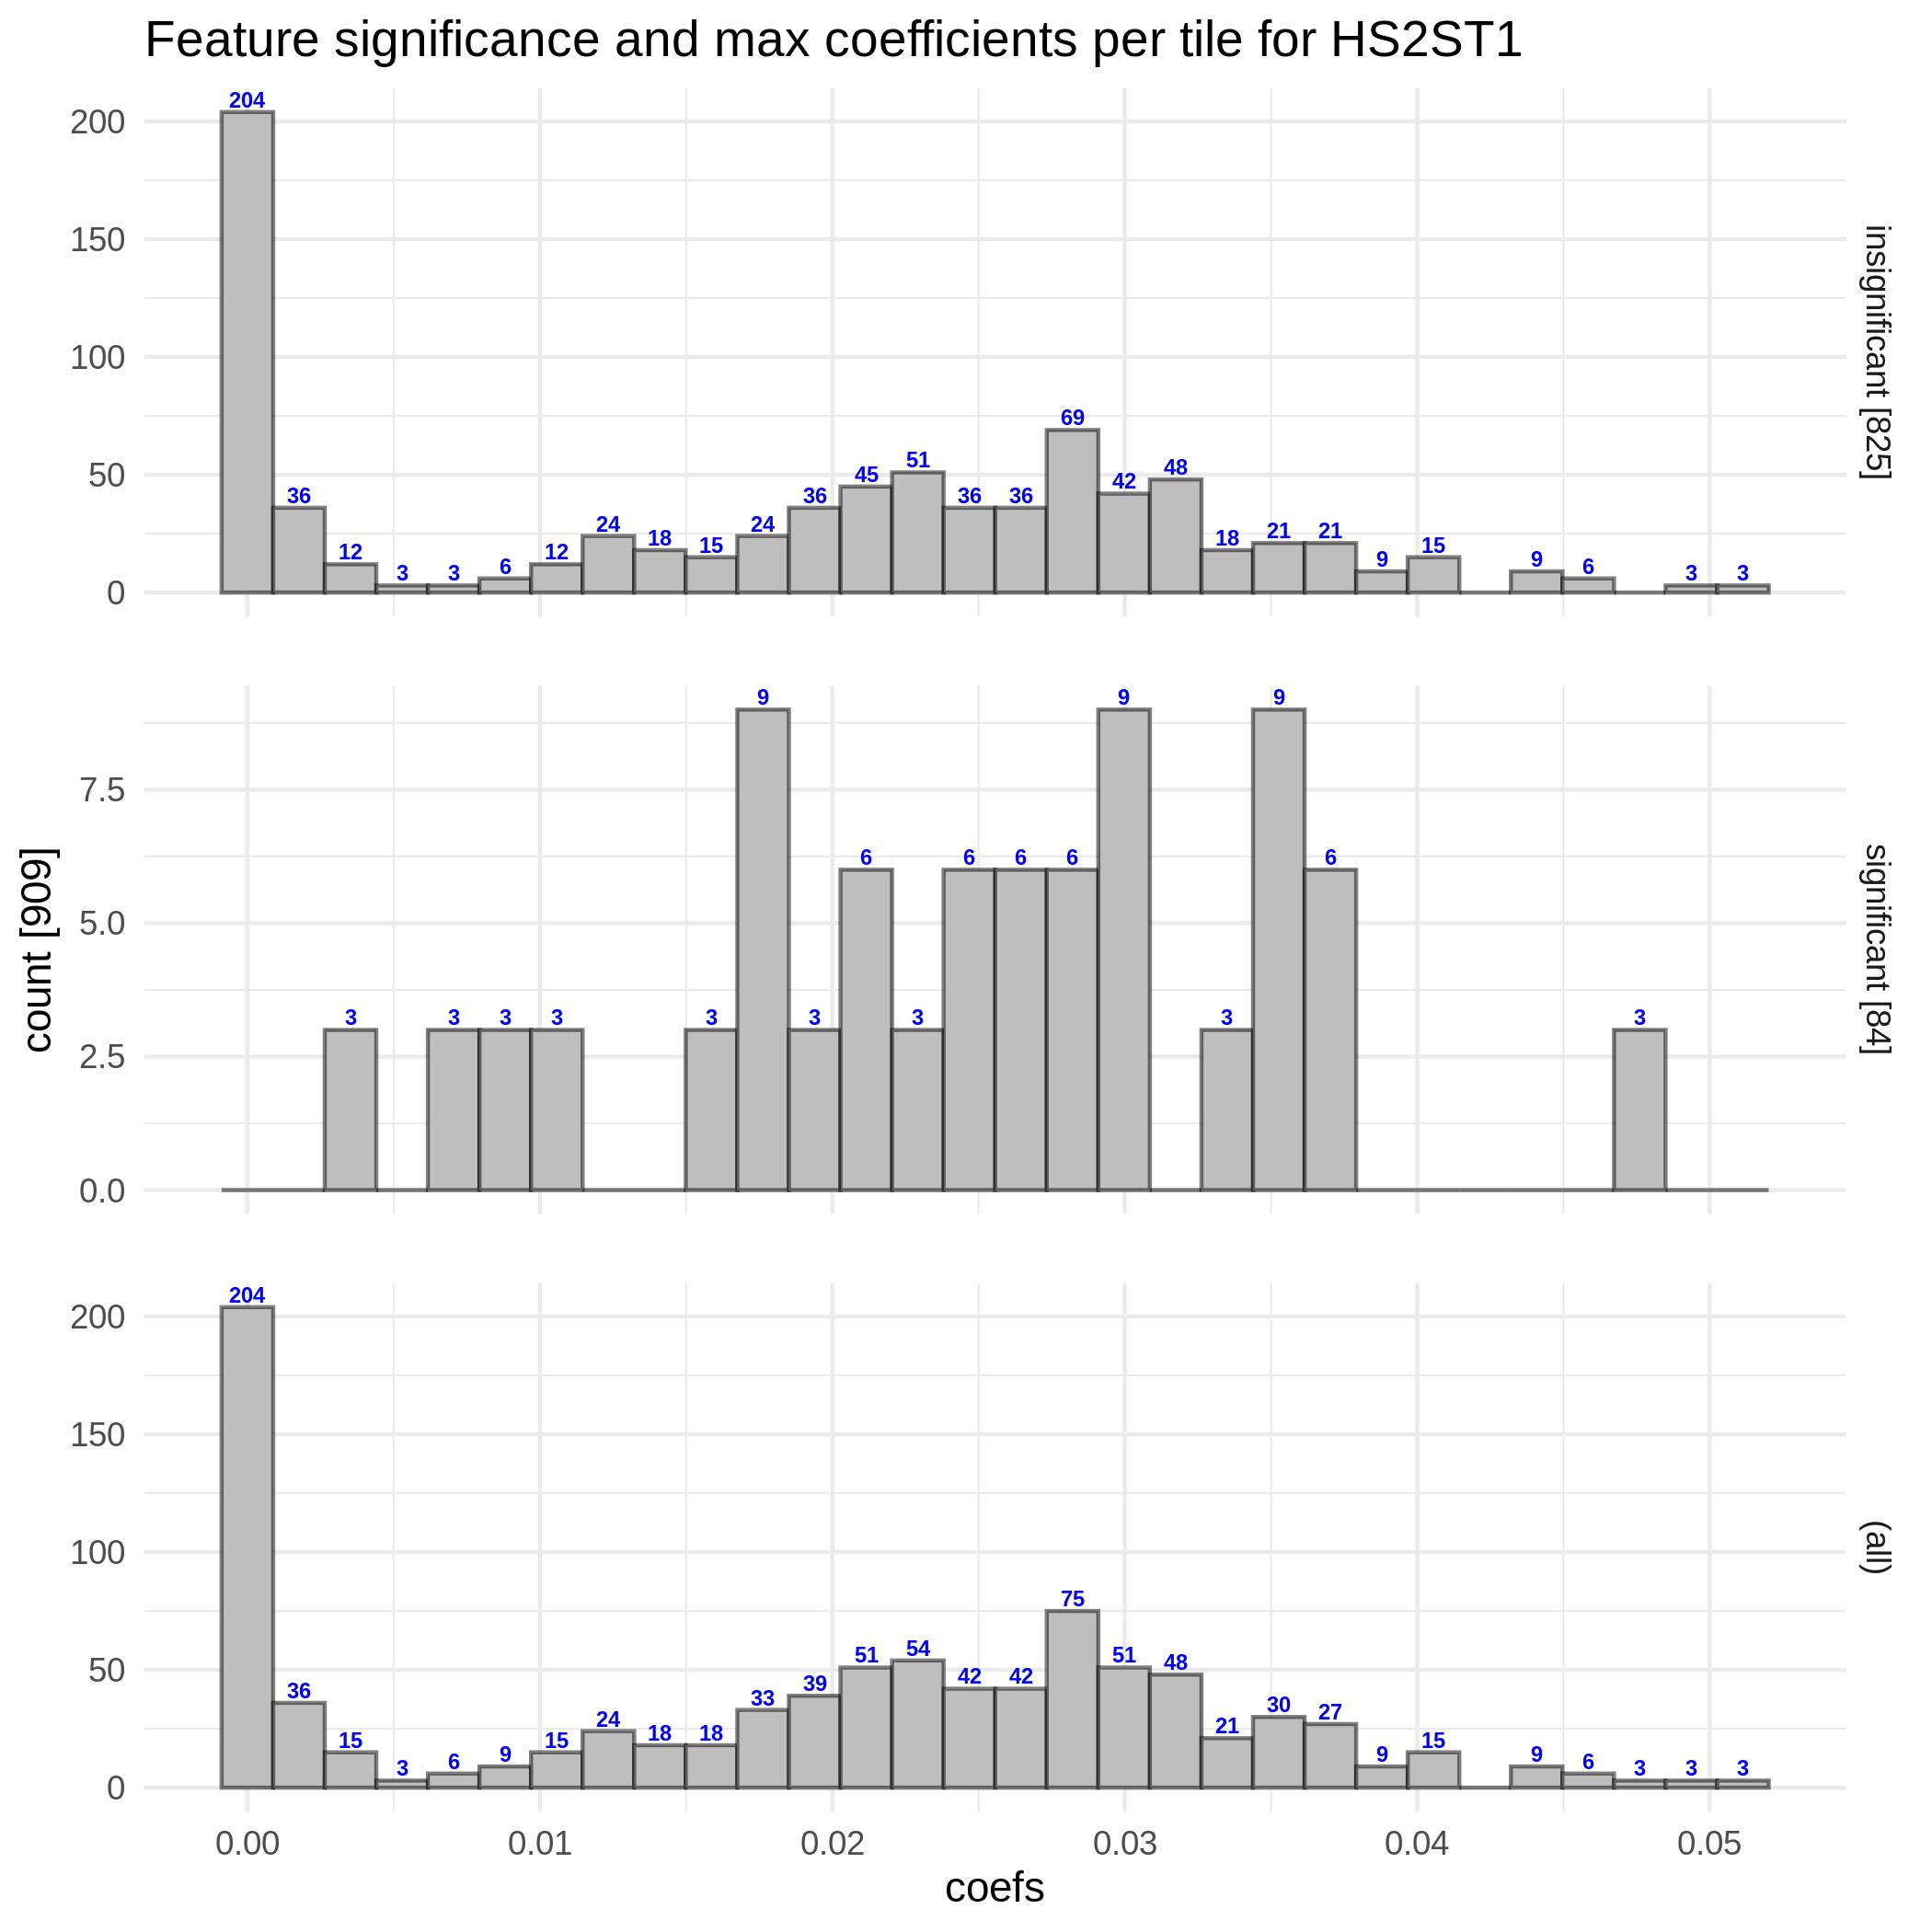 Feature significance and max coefficients per tile for HS2ST1
204
200
150
100
50
0
36 12 3 3 6 12 24 18 15 24 36 45 51 36 36 69 42 48 18 21 21 9 15 9 6 3 3
insignificant [825]
count [909]
7.5
5.0
2.5
0.0
3 3 3 3 3 9 3 6 3 6 6 6 9 3 9 6 3
significant [84]
204
200
150
100
50
0
36 15 3 6 9 15 24 18 18 33 39 51 54 42 42 75 51 48 21 30 27 9 15 9 6 3 3 3
(all)
0.00 0.01 0.02 0.03 0.04 0.05
coefs